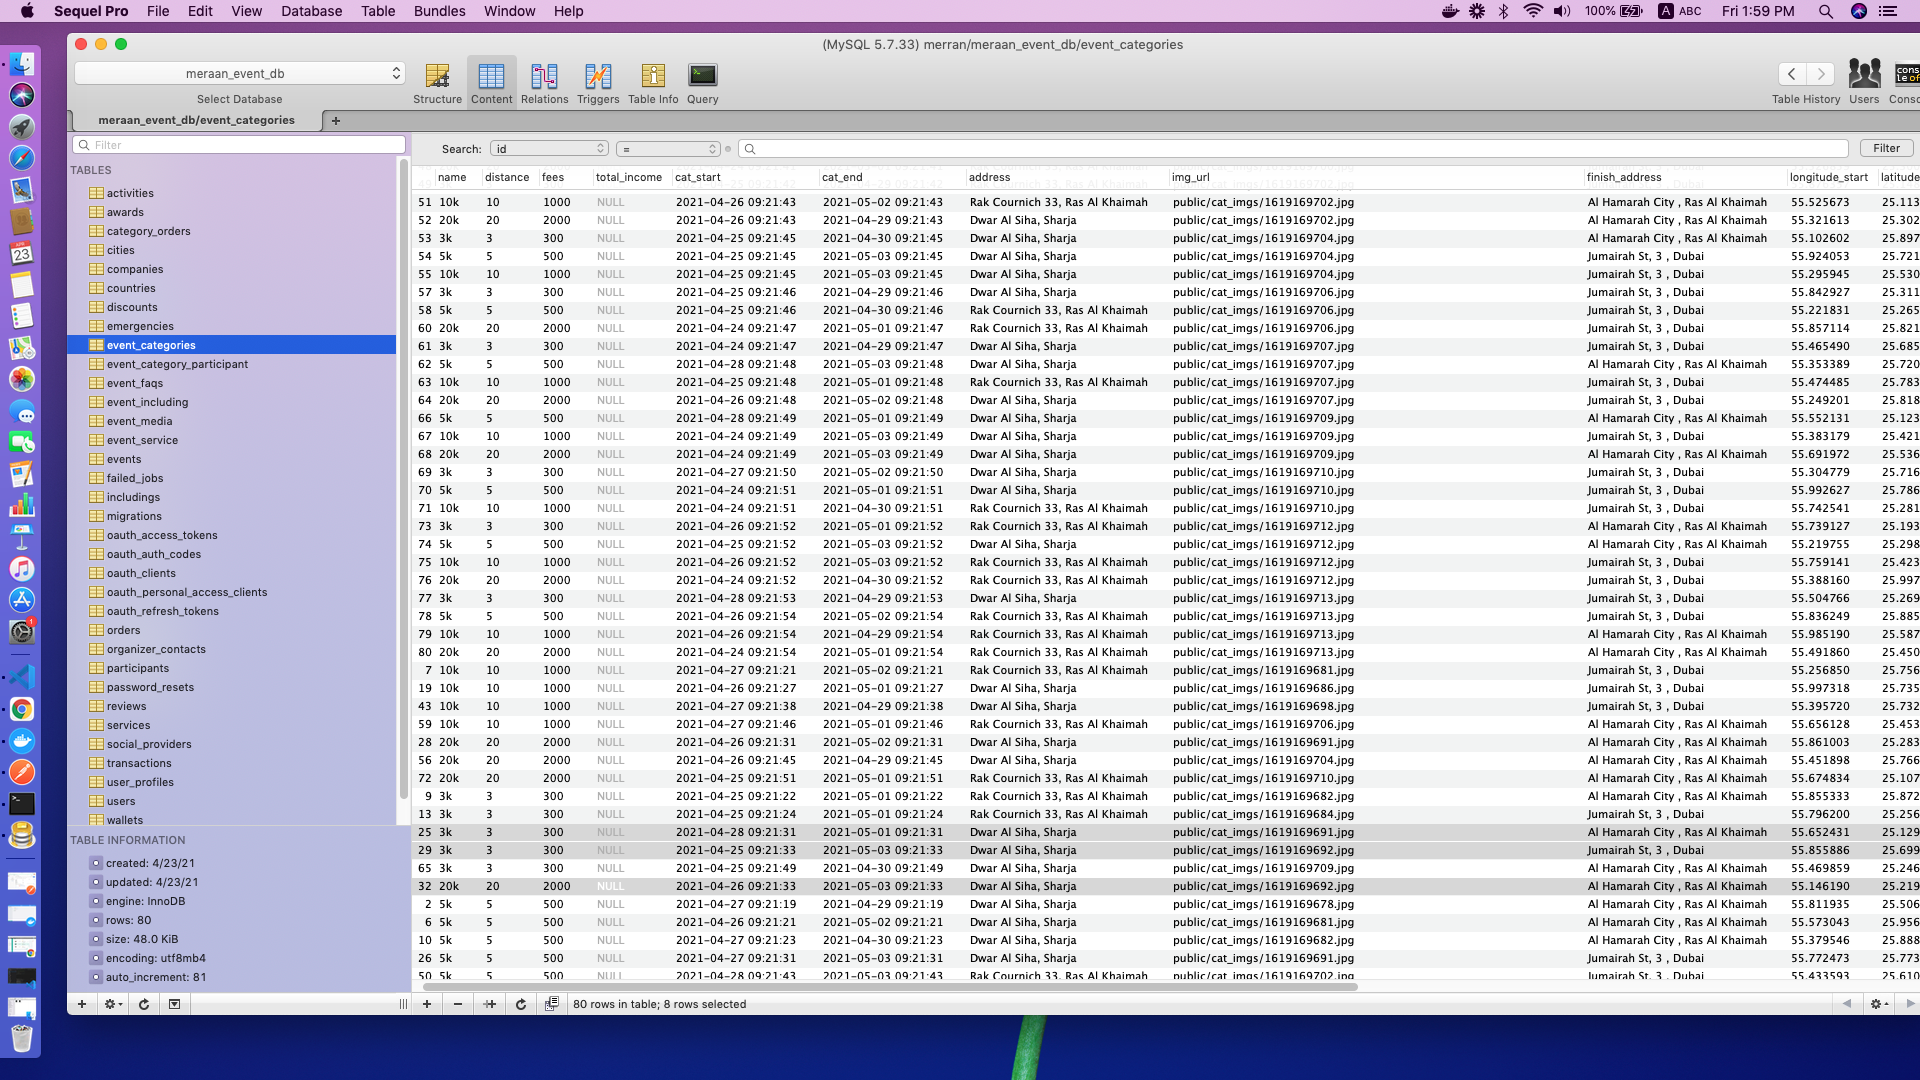 Sequel Pro File Edit View Database Table Bundles Window Help 100% A ABC Fri 1:59 PM
(MySQL 5.7.33) merran/meraan_event_db/event_categories
meraan_event_db
Select Database Structure Content Relations Triggers Table Info Query Table History Users
meraan_event_db/event_categories +
Filter
Search: id = Filter
TABLES
activities
awards
category_orders
cities
companies
countries
discounts
emergencies
event_categories
event_category_participant
event_faqs
event_including
event_media
event_service
events
failed_jobs
includings
migrations
oauth_access_tokens
oauth_auth_codes
oauth_clients
oauth_personal_access_clients
oauth_refresh_tokens
orders
organizer_contacts
participants
password_resets
reviews
services
social_providers
transactions
user_profiles
users
wallets
TABLE INFORMATION
created: 4/23/21
updated: 4/23/21
engine: InnoDB
rows: 80
size: 48.0 KiB
encoding: utf8mb4
auto_increment: 81
name distance fees total_income cat_start cat_end address img_url finish_address longitude_start latitude
51 10k 10 1000 NULL 2021-04-26 09:21:43 2021-05-02 09:21:43 Rak Cournich 33, Ras Al Khaimah public/cat_imgs/1619169702.jpg Al Hamarah City , Ras Al Khaimah 55.525673 25.113
52 20k 20 2000 NULL 2021-04-26 09:21:43 2021-04-29 09:21:43 Dwar Al Siha, Sharja public/cat_imgs/1619169702.jpg Al Hamarah City , Ras Al Khaimah 55.321613 25.302
53 3k 3 300 NULL 2021-04-25 09:21:45 2021-04-30 09:21:45 Dwar Al Siha, Sharja public/cat_imgs/1619169704.jpg Al Hamarah City , Ras Al Khaimah 55.102602 25.897
54 5k 5 500 NULL 2021-04-25 09:21:45 2021-05-03 09:21:45 Dwar Al Siha, Sharja public/cat_imgs/1619169704.jpg Jumairah St, 3 , Dubai 55.924053 25.721
55 10k 10 1000 NULL 2021-04-25 09:21:45 2021-05-03 09:21:45 Dwar Al Siha, Sharja public/cat_imgs/1619169704.jpg Jumairah St, 3 , Dubai 55.295945 25.530
57 3k 3 300 NULL 2021-04-25 09:21:46 2021-04-29 09:21:46 Dwar Al Siha, Sharja public/cat_imgs/1619169706.jpg Jumairah St, 3 , Dubai 55.842927 25.311
58 5k 5 500 NULL 2021-04-25 09:21:46 2021-04-30 09:21:46 Rak Cournich 33, Ras Al Khaimah public/cat_imgs/1619169706.jpg Jumairah St, 3 , Dubai 55.221831 25.265
60 20k 20 2000 NULL 2021-04-24 09:21:47 2021-05-01 09:21:47 Rak Cournich 33, Ras Al Khaimah public/cat_imgs/1619169706.jpg Jumairah St, 3 , Dubai 55.857114 25.821
61 3k 3 300 NULL 2021-04-24 09:21:47 2021-04-29 09:21:47 Rak Cournich 33, Ras Al Khaimah public/cat_imgs/1619169707.jpg Jumairah St, 3 , Dubai 55.465490 25.685
62 5k 5 500 NULL 2021-04-28 09:21:48 2021-05-03 09:21:48 Dwar Al Siha, Sharja public/cat_imgs/1619169707.jpg Al Hamarah City , Ras Al Khaimah 55.353389 25.720
63 10k 10 1000 NULL 2021-04-25 09:21:48 2021-05-01 09:21:48 Rak Cournich 33, Ras Al Khaimah public/cat_imgs/1619169707.jpg Jumairah St, 3 , Dubai 55.474485 25.783
64 20k 20 2000 NULL 2021-04-26 09:21:48 2021-05-02 09:21:48 Dwar Al Siha, Sharja public/cat_imgs/1619169707.jpg Jumairah St, 3 , Dubai 55.249201 25.818
66 5k 5 500 NULL 2021-04-28 09:21:49 2021-05-01 09:21:49 Dwar Al Siha, Sharja public/cat_imgs/1619169709.jpg Al Hamarah City , Ras Al Khaimah 55.552131 25.123
67 10k 10 1000 NULL 2021-04-24 09:21:49 2021-05-03 09:21:49 Dwar Al Siha, Sharja public/cat_imgs/1619169709.jpg Jumairah St, 3 , Dubai 55.383179 25.421
68 20k 20 2000 NULL 2021-04-24 09:21:49 2021-05-03 09:21:49 Dwar Al Siha, Sharja public/cat_imgs/1619169709.jpg Al Hamarah City , Ras Al Khaimah 55.691972 25.536
69 3k 3 300 NULL 2021-04-27 09:21:50 2021-05-02 09:21:50 Dwar Al Siha, Sharja public/cat_imgs/1619169710.jpg Jumairah St, 3 , Dubai 55.304779 25.716
70 5k 5 500 NULL 2021-04-24 09:21:51 2021-05-01 09:21:51 Dwar Al Siha, Sharja public/cat_imgs/1619169710.jpg Jumairah St, 3 , Dubai 55.992627 25.786
71 10k 10 1000 NULL 2021-04-24 09:21:51 2021-04-30 09:21:51 Rak Cournich 33, Ras Al Khaimah public/cat_imgs/1619169710.jpg Jumairah St, 3 , Dubai 55.742541 25.281
73 3k 3 300 NULL 2021-04-26 09:21:52 2021-05-01 09:21:52 Rak Cournich 33, Ras Al Khaimah public/cat_imgs/1619169712.jpg Al Hamarah City , Ras Al Khaimah 55.739127 25.193
74 5k 5 500 NULL 2021-04-25 09:21:52 2021-05-03 09:21:52 Dwar Al Siha, Sharja public/cat_imgs/1619169712.jpg Al Hamarah City , Ras Al Khaimah 55.219755 25.298
75 10k 10 1000 NULL 2021-04-25 09:21:52 2021-05-03 09:21:52 Rak Cournich 33, Ras Al Khaimah public/cat_imgs/1619169712.jpg Jumairah St, 3 , Dubai 55.759141 25.423
76 20k 20 2000 NULL 2021-04-24 09:21:52 2021-04-30 09:21:52 Rak Cournich 33, Ras Al Khaimah public/cat_imgs/1619169712.jpg Jumairah St, 3 , Dubai 55.388160 25.997
77 3k 3 300 NULL 2021-04-28 09:21:53 2021-04-29 09:21:53 Dwar Al Siha, Sharja public/cat_imgs/1619169713.jpg Jumairah St, 3 , Dubai 55.504766 25.269
78 5k 5 500 NULL 2021-04-26 09:21:54 2021-05-02 09:21:54 Rak Cournich 33, Ras Al Khaimah public/cat_imgs/1619169713.jpg Jumairah St, 3 , Dubai 55.836249 25.885
79 10k 10 1000 NULL 2021-04-26 09:21:54 2021-04-29 09:21:54 Rak Cournich 33, Ras Al Khaimah public/cat_imgs/1619169713.jpg Al Hamarah City , Ras Al Khaimah 55.985190 25.587
80 20k 20 2000 NULL 2021-04-24 09:21:54 2021-05-01 09:21:54 Rak Cournich 33, Ras Al Khaimah public/cat_imgs/1619169713.jpg Al Hamarah City , Ras Al Khaimah 55.491860 25.450
7 10k 10 1000 NULL 2021-04-27 09:21:21 2021-05-02 09:21:21 Rak Cournich 33, Ras Al Khaimah public/cat_imgs/1619169681.jpg Jumairah St, 3 , Dubai 55.256850 25.756
19 10k 10 1000 NULL 2021-04-26 09:21:27 2021-05-01 09:21:27 Dwar Al Siha, Sharja public/cat_imgs/1619169686.jpg Jumairah St, 3 , Dubai 55.997318 25.735
43 10k 10 1000 NULL 2021-04-27 09:21:38 2021-04-29 09:21:38 Dwar Al Siha, Sharja public/cat_imgs/1619169698.jpg Jumairah St, 3 , Dubai 55.395720 25.732
59 10k 10 1000 NULL 2021-04-27 09:21:46 2021-05-01 09:21:46 Rak Cournich 33, Ras Al Khaimah public/cat_imgs/1619169706.jpg Al Hamarah City , Ras Al Khaimah 55.656128 25.453
28 20k 20 2000 NULL 2021-04-26 09:21:31 2021-05-02 09:21:31 Dwar Al Siha, Sharja public/cat_imgs/1619169691.jpg Al Hamarah City , Ras Al Khaimah 55.861003 25.283
56 20k 20 2000 NULL 2021-04-26 09:21:45 2021-04-29 09:21:45 Dwar Al Siha, Sharja public/cat_imgs/1619169704.jpg Al Hamarah City , Ras Al Khaimah 55.451898 25.766
72 20k 20 2000 NULL 2021-04-25 09:21:51 2021-05-01 09:21:51 Rak Cournich 33, Ras Al Khaimah public/cat_imgs/1619169710.jpg Al Hamarah City , Ras Al Khaimah 55.674834 25.107
9 3k 3 300 NULL 2021-04-25 09:21:22 2021-05-01 09:21:22 Rak Cournich 33, Ras Al Khaimah public/cat_imgs/1619169682.jpg Al Hamarah City , Ras Al Khaimah 55.855333 25.872
13 3k 3 300 NULL 2021-04-25 09:21:24 2021-05-01 09:21:24 Rak Cournich 33, Ras Al Khaimah public/cat_imgs/1619169684.jpg Jumairah St, 3 , Dubai 55.796200 25.256
25 3k 3 300 NULL 2021-04-28 09:21:31 2021-05-01 09:21:31 Dwar Al Siha, Sharja public/cat_imgs/1619169691.jpg Al Hamarah City , Ras Al Khaimah 55.652431 25.129
29 3k 3 300 NULL 2021-04-25 09:21:33 2021-05-01 09:21:33 Dwar Al Siha, Sharja public/cat_imgs/1619169692.jpg Jumairah St, 3 , Dubai 55.855886 25.699
65 3k 3 300 NULL 2021-04-25 09:21:49 2021-04-30 09:21:49 Dwar Al Siha, Sharja public/cat_imgs/1619169709.jpg Al Hamarah City , Ras Al Khaimah 55.469859 25.246
32 20k 20 2000 NULL 2021-04-26 09:21:33 2021-05-03 09:21:33 Dwar Al Siha, Sharja public/cat_imgs/1619169692.jpg Al Hamarah City , Ras Al Khaimah 55.146190 25.219
2 5k 5 500 NULL 2021-04-27 09:21:19 2021-04-29 09:21:19 Dwar Al Siha, Sharja public/cat_imgs/1619169678.jpg Al Hamarah City , Ras Al Khaimah 55.811935 25.506
6 5k 5 500 NULL 2021-04-26 09:21:21 2021-05-02 09:21:21 Dwar Al Siha, Sharja public/cat_imgs/1619169681.jpg Al Hamarah City , Ras Al Khaimah 55.573043 25.956
10 5k 5 500 NULL 2021-04-27 09:21:23 2021-04-30 09:21:23 Dwar Al Siha, Sharja public/cat_imgs/1619169682.jpg Al Hamarah City , Ras Al Khaimah 55.379546 25.888
26 5k 5 500 NULL 2021-04-27 09:21:31 2021-05-03 09:21:31 Dwar Al Siha, Sharja public/cat_imgs/1619169691.jpg Al Hamarah City , Ras Al Khaimah 55.772473 25.773
50 5k 5 500 NULL 2021-04-28 09:21:43 2021-05-03 09:21:43 Rak Cournich 33, Ras Al Khaimah public/cat_imgs/1619169702.jpg Jumairah St, 3 , Dubai 55.433593 25.610
80 rows in table; 8 rows selected